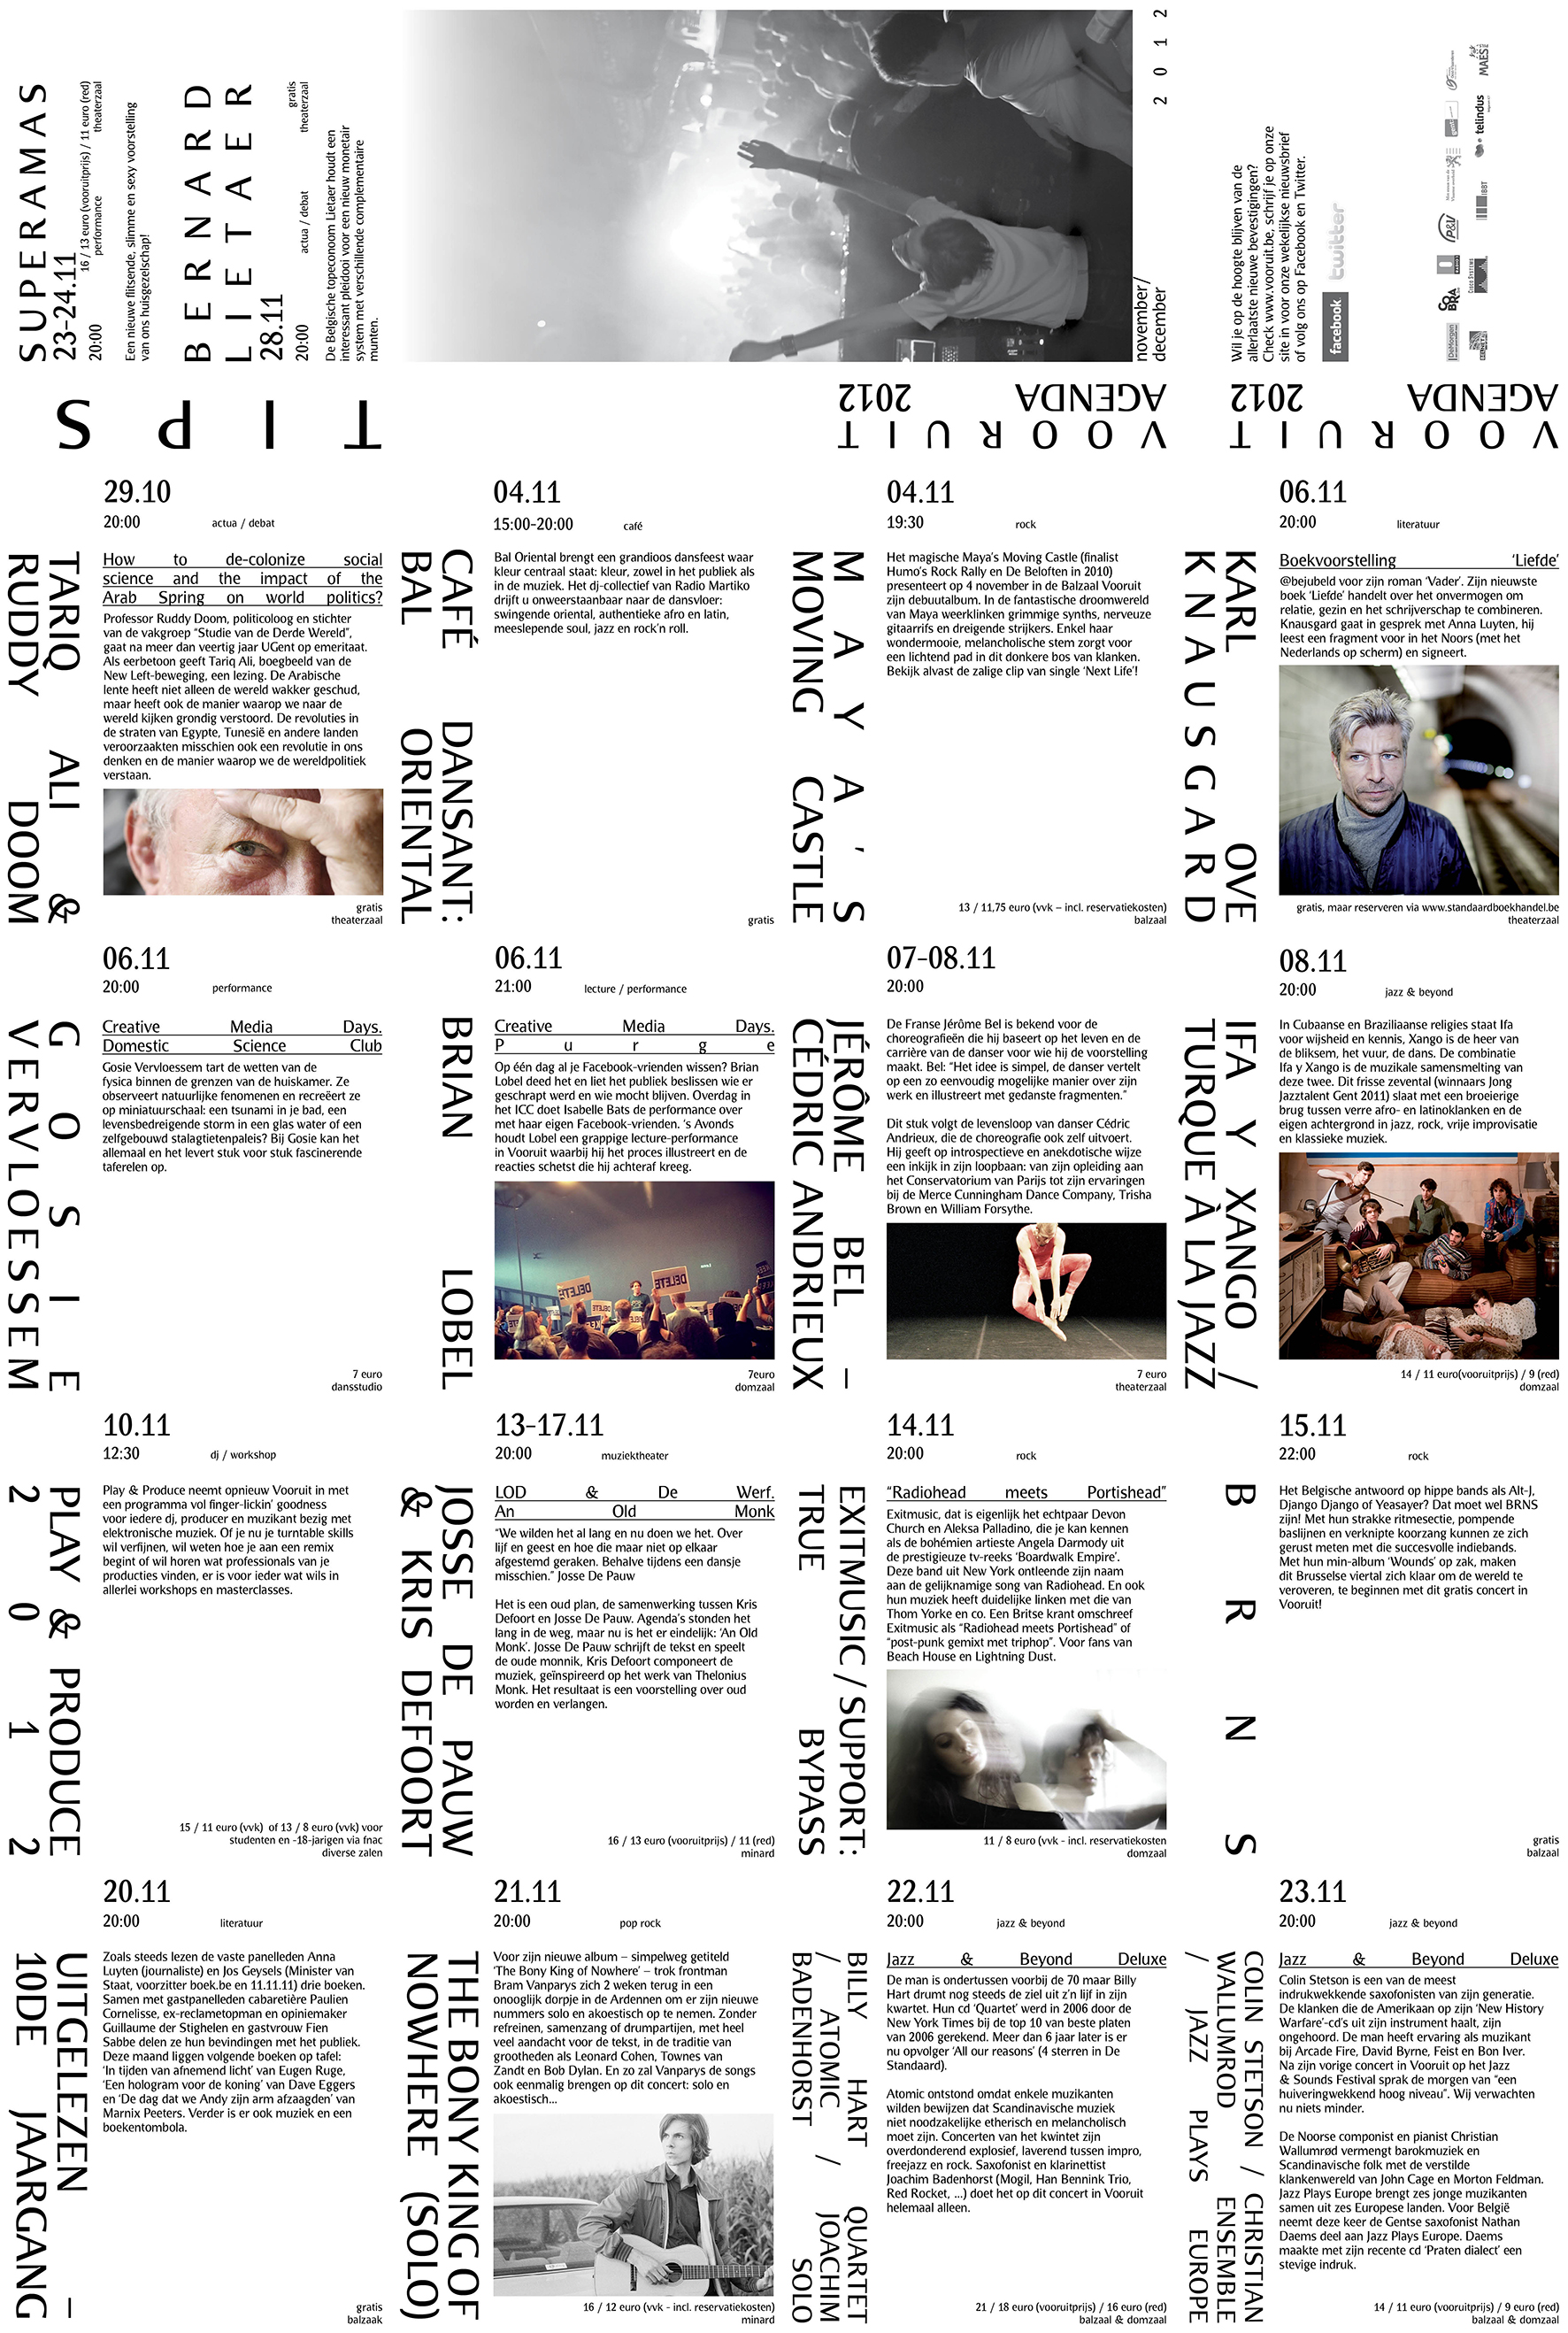 SUPERAMAS
23-24.11
16 / 13 euro (vooruitprijs) / 11 euro (red)
20:00 performance theaterzaal
Een nieuwe flitsende, slimme en sexy voorstelling
van ons huisgezelschap!
BERNARD
LIETAER
28.11
gratis
20:00 actua / debat theaterzaal
De Belgische topeconoom Lietaer houdt een
interessant pleidooi voor een nieuw monetair
system met verschillende complementaire
munten.
november/
december
2012
Wil je op de hoogte blijven van de
allerlaatste nieuwe bevestigingen?
Check www.vooruit.be, schrijf je op onze
site in voor onze wekelijkse nieuwsbrief
of volg ons op Facebook en Twitter.
facebook twitter
DeMorgen
COBRA
P&V
IBBT
telindus
MAES
TIPS
VOORUIT
AGENDA 2012
VOORUIT
AGENDA 2012
29.10
20:00 actua / debat
TARIQ ALI &
RUDDY DOOM
How to de-colonize social
science and the impact of the
Arab Spring on world politics?
Professor Ruddy Doom, politicoloog en stichter
van de vakgroep “Studie van de Derde Wereld”,
gaat na meer dan veertig jaar UGent op emeritaat.
Als eerbetoon geeft Tariq Ali, boegbeeld van de
New Left-beweging, een lezing. De Arabische
lente heeft niet alleen de wereld wakker geschud,
maar heeft ook de manier waarop we naar de
wereld kijken grondig verstoord. De revoluties in
de straten van Egypte, Tunesië en andere landen
veroorzaakten misschien ook een revolutie in ons
denken en de manier waarop we de wereldpolitiek
verstaan.
gratis
theaterzaal
04.11
15:00-20:00 café
CAFÉ DANSANT:
BAL ORIENTAL
Bal Oriental brengt een grandioos dansfeest waar
kleur centraal staat: kleur, zowel in het publiek als
in de muziek. Het dj-collectief van Radio Martiko
drijft u onweerstaanbaar naar de dansvloer:
swingende oriental, authentieke afro en latin,
meeslepende soul, jazz en rock’n roll.
gratis
04.11
19:30 rock
MAYA'S
MOVING CASTLE
Het magische Maya’s Moving Castle (finalist
Humo’s Rock Rally en De Beloften in 2010)
presenteert op 4 november in de Balzaal Vooruit
zijn debuutalbum. In de fantastische droomwereld
van Maya weerklinken grimmige synths, nerveuze
gitaarrifs en dreigende strijkers. Enkel haar
wondermooie, melancholische stem zorgt voor
een lichtend pad in dit donkere bos van klanken.
Bekijk alvast de zalige clip van single ‘Next Life’!
13 / 11,75 euro (vvk – incl. reservatiekosten)
balzaal
06.11
20:00 literatuur
KARL OVE
KNAUSGARD
Boekvoorstelling ‘Liefde’
@bejubeld voor zijn roman ‘Vader’. Zijn nieuwste
boek ‘Liefde’ handelt over het onvermogen om
relatie, gezin en het schrijverschap te combineren.
Knausgard gaat in gesprek met Anna Luyten, hij
leest een fragment voor in het Noors (met het
Nederlands op scherm) en signeert.
gratis, maar reserveren via www.standaardboekhandel.be
theaterzaal
06.11
20:00 performance
GOSIE
VERVLOESSEM
Creative Media Days.
Domestic Science Club
Gosie Vervloessem tart de wetten van de
fysica binnen de grenzen van de huiskamer. Ze
observeert natuurlijke fenomenen en recreëert ze
op miniatuurschaal: een tsunami in je bad, een
levensbedreigende storm in een glas water of een
zelfgebouwd stalagtietenpaleis? Bij Gosie kan het
allemaal en het levert stuk voor stuk fascinerende
taferelen op.
7 euro
dansstudio
06.11
21:00 lecture / performance
BRIAN LOBEL
Creative Media Days.
Purge
Op één dag al je Facebook-vrienden wissen? Brian
Lobel deed het en liet het publiek beslissen wie er
geschrapt werd en wie mocht blijven. Overdag in
het ICC doet Isabelle Bats de performance over
met haar eigen Facebook-vrienden. ’s Avonds
houdt Lobel een grappige lecture-performance
in Vooruit waarbij hij het proces illustreert en de
reacties schetst die hij achteraf kreeg.
DELETE
DELETE
DELETE
7euro
domzaal
07-08.11
20:00
JÉRÔME BEL –
CÉDRIC ANDRIEUX
De Franse Jérôme Bel is bekend voor de
choreografieën die hij baseert op het leven en de
carrière van de danser voor wie hij de voorstelling
maakt. Bel: “Het idee is simpel, de danser vertelt
op een zo eenvoudig mogelijke manier over zijn
werk en illustreert met gedanste fragmenten.”
Dit stuk volgt de levensloop van danser Cédric
Andrieux, die de choreografie ook zelf uitvoert.
Hij geeft op introspectieve en anekdotische wijze
een inkijk in zijn loopbaan: van zijn opleiding aan
het Conservatorium van Parijs tot zijn ervaringen
bij de Merce Cunningham Dance Company, Trisha
Brown en William Forsythe.
7 euro
theaterzaal
08.11
20:00 jazz & beyond
IFA Y XANGO /
TURQUE À LA JAZZ
In Cubaanse en Braziliaanse religies staat Ifa
voor wijsheid en kennis, Xango is de heer van
de bliksem, het vuur, de dans. De combinatie
Ifa y Xango is de muzikale samensmelting van
deze twee. Dit frisse zevental (winnaars Jong
Jazztalent Gent 2011) slaat met een broeierige
brug tussen verre afro- en latinoklanken en de
eigen achtergrond in jazz, rock, vrije improvisatie
en klassieke muziek.
14 / 11 euro(vooruitprijs) / 9 (red)
domzaal
10.11
12:30 dj / workshop
PLAY & PRODUCE
2012
Play & Produce neemt opnieuw Vooruit in met
een programma vol finger-lickin’ goodness
voor iedere dj, producer en muzikant bezig met
elektronische muziek. Of je nu je turntable skills
wil verfijnen, wil weten hoe je aan een remix
begint of wil horen wat professionals van je
producties vinden, er is voor ieder wat wils in
allerlei workshops en masterclasses.
15 / 11 euro (vvk) of 13 / 8 euro (vvk) voor
studenten en -18-jarigen via fnac
diverse zalen
13-17.11
20:00 muziektheater
JOSSE DE PAUW
& KRIS DEFOORT
LOD & De Werf.
An Old Monk
“We wilden het al lang en nu doen we het. Over
lijf en geest en hoe die maar niet op elkaar
afgestemd geraken. Behalve tijdens een dansje
misschien.” Josse De Pauw
Het is een oud plan, de samenwerking tussen Kris
Defoort en Josse De Pauw. Agenda’s stonden het
lang in de weg, maar nu is het er eindelijk: ‘An Old
Monk’. Josse De Pauw schrijft de tekst en speelt
de oude monnik, Kris Defoort componeert de
muziek, geïnspireerd op het werk van Thelonius
Monk. Het resultaat is een voorstelling over oud
worden en verlangen.
16 / 13 euro (vooruitprijs) / 11 (red)
minard
14.11
20:00 rock
EXITMUSIC / SUPPORT:
TRUE BYPASS
“Radiohead meets Portishead”
Exitmusic, dat is eigenlijk het echtpaar Devon
Church en Aleksa Palladino, die je kan kennen
als de bohémien artieste Angela Darmody uit
de prestigieuze tv-reeks ‘Boardwalk Empire’.
Deze band uit New York ontleende zijn naam
aan de gelijknamige song van Radiohead. En ook
hun muziek heeft duidelijke linken met die van
Thom Yorke en co. Een Britse krant omschreef
Exitmusic als “Radiohead meets Portishead” of
“post-punk gemixt met triphop”. Voor fans van
Beach House en Lightning Dust.
11 / 8 euro (vvk - incl. reservatiekosten
domzaal
15.11
22:00 rock
BRNS
Het Belgische antwoord op hippe bands als Alt-J,
Django Django of Yeasayer? Dat moet wel BRNS
zijn! Met hun strakke ritmesectie, pompende
baslijnen en verknipte koorzang kunnen ze zich
gerust meten met die succesvolle indiebands.
Met hun min-album ‘Wounds’ op zak, maken
dit Brusselse viertal zich klaar om de wereld te
veroveren, te beginnen met dit gratis concert in
Vooruit!
gratis
balzaal
20.11
20:00 literatuur
UITGELEZEN –
10DE JAARGANG
Zoals steeds lezen de vaste panelleden Anna
Luyten (journaliste) en Jos Geysels (Minister van
Staat, voorzitter boek.be en 11.11.11) drie boeken.
Samen met gastpanelleden cabaretière Paulien
Cornelisse, ex-reclametopman en opiniemaker
Guillaume der Stighelen en gastvrouw Fien
Sabbe delen ze hun bevindingen met het publiek.
Deze maand liggen volgende boeken op tafel:
‘In tijden van afnemend licht’ van Eugen Ruge,
‘Een hologram voor de koning’ van Dave Eggers
en ‘De dag dat we Andy zijn arm afzaagden’ van
Marnix Peeters. Verder is er ook muziek en een
boekentombola.
gratis
balzaak
21.11
20:00 pop rock
THE BONY KING OF
NOWHERE (SOLO)
Voor zijn nieuwe album – simpelweg getiteld
‘The Bony King of Nowhere’ – trok frontman
Bram Vanparys zich 2 weken terug in een
onooglijk dorpje in de Ardennen om er zijn nieuwe
nummers solo en akoestisch op te nemen. Zonder
refreinen, samenzang of drumpartijen, met heel
veel aandacht voor de tekst, in de traditie van
grootheden als Leonard Cohen, Townes van
Zandt en Bob Dylan. En zo zal Vanparys de songs
ook eenmalig brengen op dit concert: solo en
akoestisch...
16 / 12 euro (vvk - incl. reservatiekosten)
minard
22.11
20:00 jazz & beyond
BILLY HART QUARTET
/ ATOMIC / JOACHIM
BADENHORST SOLO
Jazz & Beyond Deluxe
De man is ondertussen voorbij de 70 maar Billy
Hart drumt nog steeds de ziel uit z’n lijf in zijn
kwartet. Hun cd ‘Quartet’ werd in 2006 door de
New York Times bij de top 10 van beste platen
van 2006 gerekend. Meer dan 6 jaar later is er
nu opvolger ‘All our reasons’ (4 sterren in De
Standaard).
Atomic ontstond omdat enkele muzikanten
wilden bewijzen dat Scandinavische muziek
niet noodzakelijke etherisch en melancholisch
moet zijn. Concerten van het kwintet zijn
overdonderend explosief, laverend tussen impro,
freejazz en rock. Saxofonist en klarinettist
Joachim Badenhorst (Mogil, Han Bennink Trio,
Red Rocket, ...) doet het op dit concert in Vooruit
helemaal alleen.
21 / 18 euro (vooruitprijs) / 16 euro (red)
balzaal & domzaal
23.11
20:00 jazz & beyond
COLIN STETSON / CHRISTIAN
WALLUMROD ENSEMBLE
/ JAZZ PLAYS EUROPE
Jazz & Beyond Deluxe
Colin Stetson is een van de meest
indrukwekkende saxofonisten van zijn generatie.
De klanken die de Amerikaan op zijn ‘New History
Warfare’-cd’s uit zijn instrument haalt, zijn
ongehoord. De man heeft ervaring als muzikant
bij Arcade Fire, David Byrne, Feist en Bon Iver.
Na zijn vorige concert in Vooruit op het Jazz
& Sounds Festival sprak de morgen van “een
huiveringwekkend hoog niveau”. Wij verwachten
nu niets minder.
De Noorse componist en pianist Christian
Wallumrød vermengt barokmuziek en
Scandinavische folk met de verstilde
klankenwereld van John Cage en Morton Feldman.
Jazz Plays Europe brengt zes jonge muzikanten
samen uit zes Europese landen. Voor België
neemt deze keer de Gentse saxofonist Nathan
Daems deel aan Jazz Plays Europe. Daems
maakte met zijn recente cd ‘Praten dialect’ een
stevige indruk.
14 / 11 euro (vooruitprijs) / 9 euro (red)
balzaal & domzaal